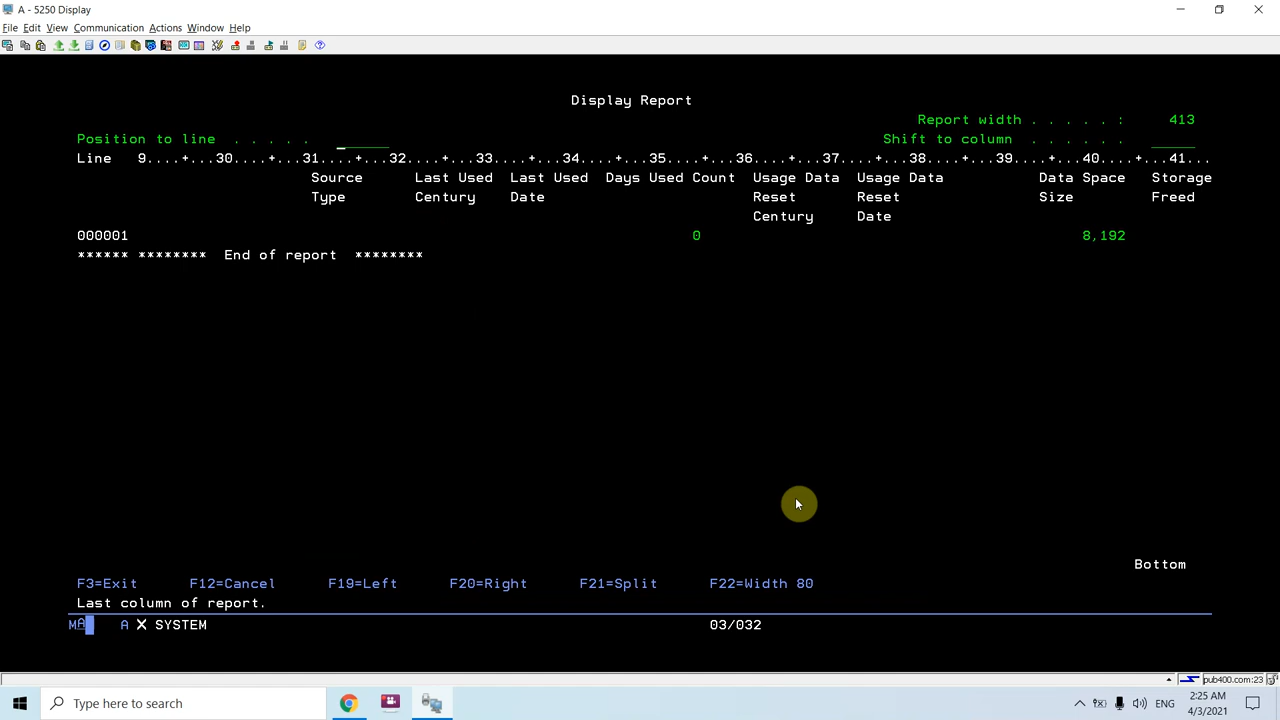 A - 5250 Display
File Edit View Communication Actions Window Help
Display Report
Report width . . . . . : 413
Position to line . . . . . Shift to column . . . . . .
Line 9....+...30....+...31....+...32....+...33....+...34....+...35....+...36....+...37....+...38....+...39....+...40....+...41...
Source Last Used Last Used Days Used Count Usage Data Usage Data Data Space Storage
Type Century Date Reset Reset Size Freed
Century Date
000001 0 8,192
****** ******** End of report ********
Bottom
F3=Exit F12=Cancel F19=Left F20=Right F21=Split F22=Width 80
Last column of report.
MA A X SYSTEM 03/032
pub400.com:23
Type here to search
ENG
2:25 AM
4/3/2021